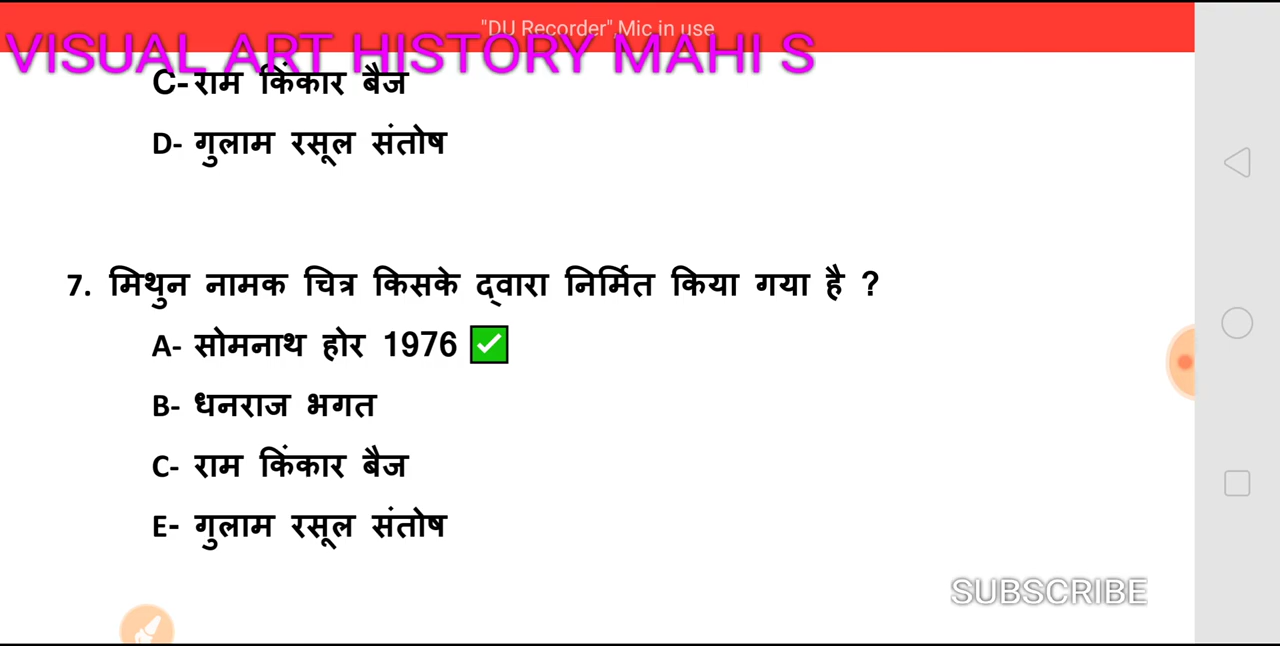 "DU Recorder",Mic in use
VISUAL ART HISTORY MAHI S
C-राम किंकार बैज
D- गुलाम रसूल संतोष
7. मिथुन नामक चित्र किसके द्वारा निर्मित किया गया है ?
A- सोमनाथ होर 1976
B- धनराज भगत
C- राम किंकार बैज
E- गुलाम रसूल संतोष
SUBSCRIBE